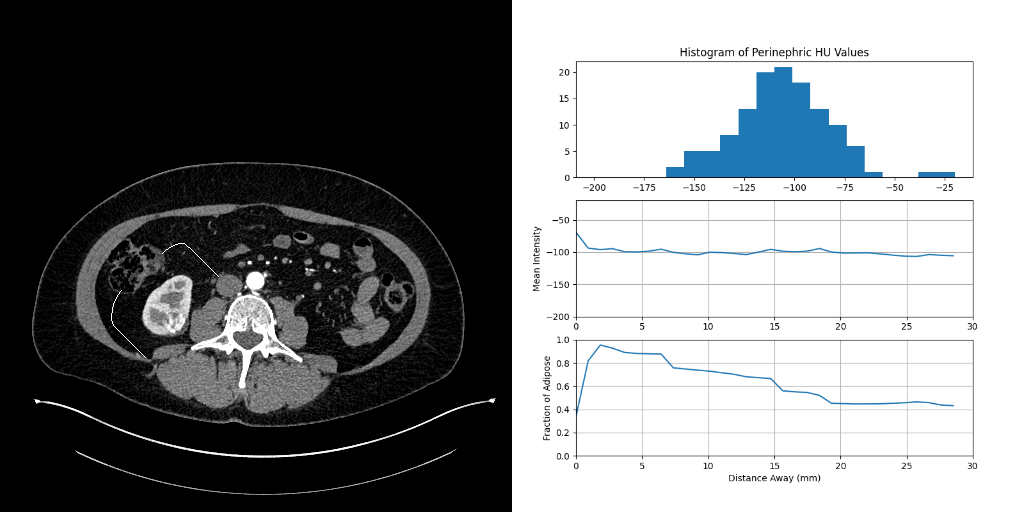 Histogram of Perinephric HU Values
20
15
10
5
0
−200 −175 −150 −125 −100 −75 −50 −25
−50
−100
−150
−200
Mean Intensity
0 5 10 15 20 25 30
1.0
0.8
0.6
0.4
0.2
0.0
Fraction of Adipose
0 5 10 15 20 25 30
Distance Away (mm)